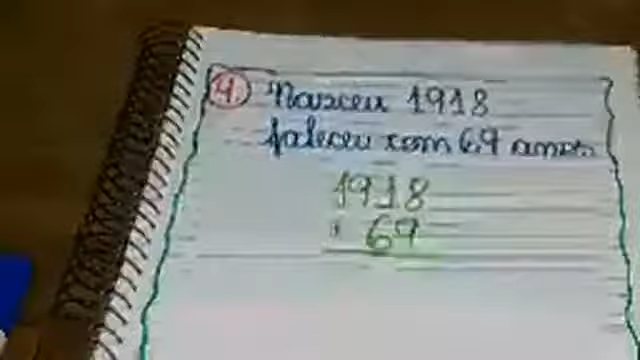 4. Nasceu 1918
faleceu com 69 anos
1918
+ 69